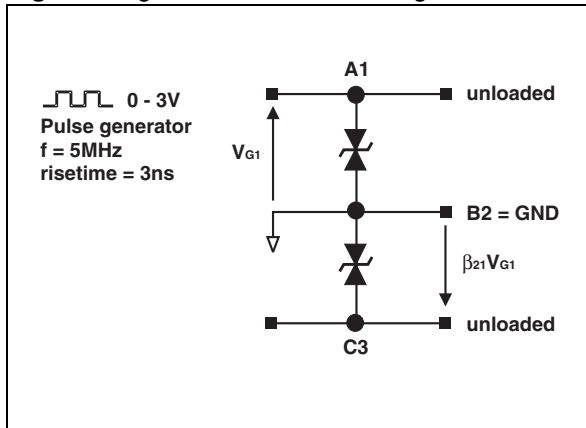 A1
0 - 3V
unloaded
Pulse generator
f = 5MHz
risetime = 3ns
VG1
B2 = GND
β21VG1
unloaded
C3